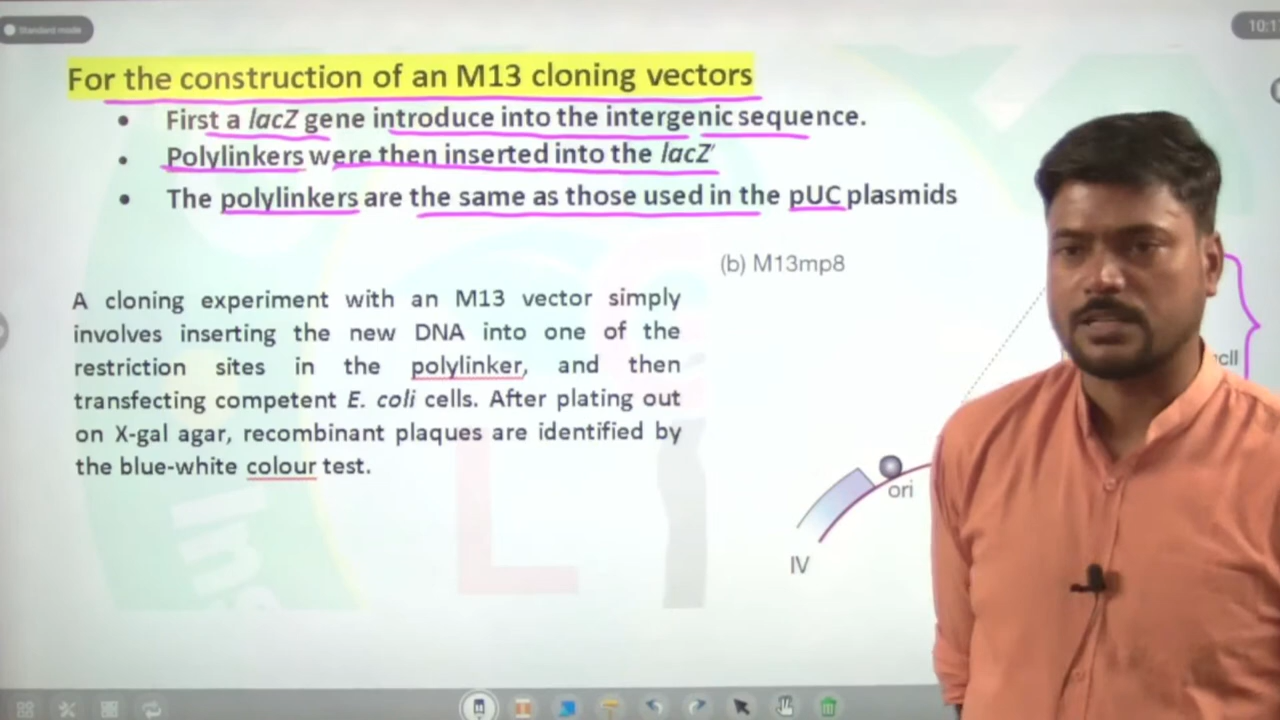 Standard mode
For the construction of an M13 cloning vectors
• First a lacZ gene introduce into the intergenic sequence.
• Polylinkers were then inserted into the lacZ′
• The polylinkers are the same as those used in the pUC plasmids
(b) M13mp8
A cloning experiment with an M13 vector simply
involves inserting the new DNA into one of the
restriction sites in the polylinker, and then
transfecting competent E. coli cells. After plating out
on X-gal agar, recombinant plaques are identified by
the blue-white colour test.
ori
IV